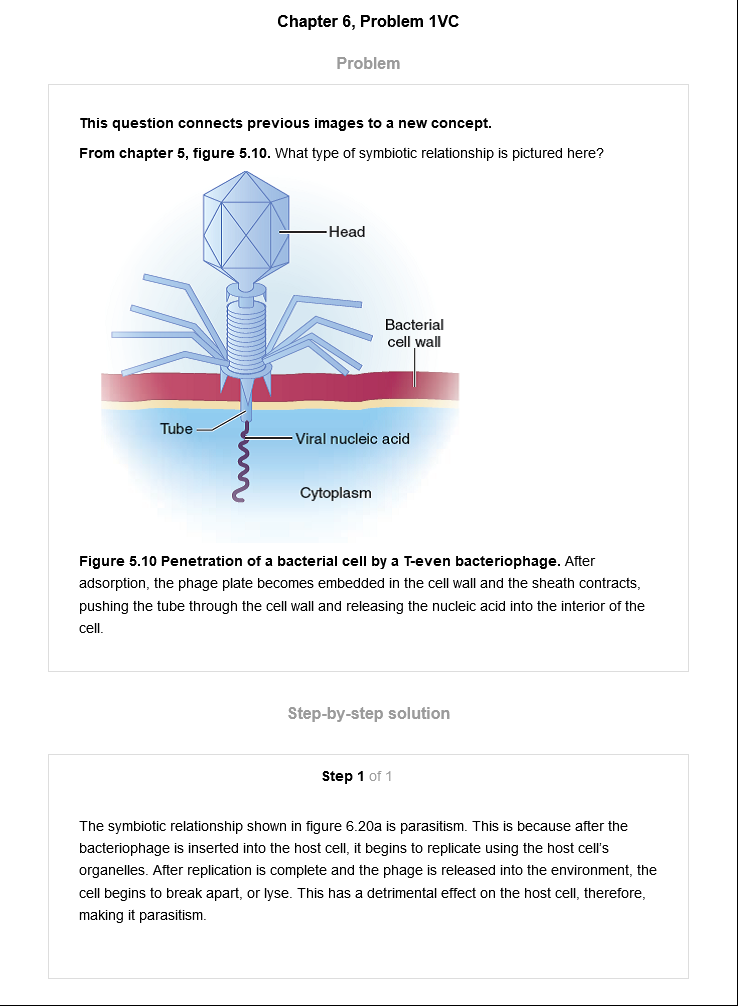 Chapter 6, Problem 1VC
Problem
This question connects previous images to a new concept.
From chapter 5, figure 5.10. What type of symbiotic relationship is pictured here?
Head
Bacterial
cell wall
Tube
Viral nucleic acid
Cytoplasm
Figure 5.10 Penetration of a bacterial cell by a T-even bacteriophage. After
adsorption, the phage plate becomes embedded in the cell wall and the sheath contracts,
pushing the tube through the cell wall and releasing the nucleic acid into the interior of the
cell.
Step-by-step solution
Step 1 of 1
The symbiotic relationship shown in figure 6.20a is parasitism. This is because after the
bacteriophage is inserted into the host cell, it begins to replicate using the host cell's
organelles. After replication is complete and the phage is released into the environment, the
cell begins to break apart, or lyse. This has a detrimental effect on the host cell, therefore,
making it parasitism.